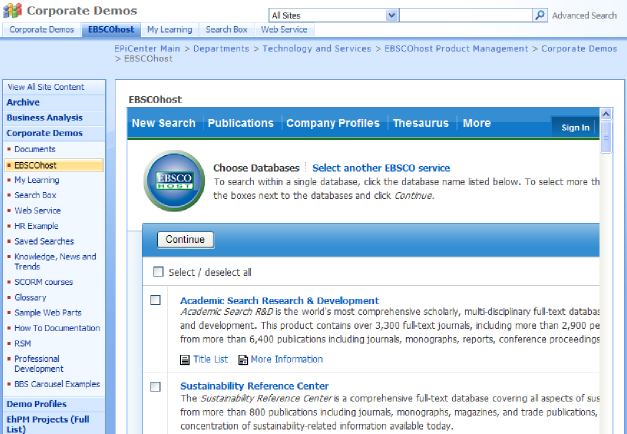 Corporate Demos
All Sites
Advanced Search
Corporate Demos EBSCOhost My Learning Search Box Web Service
EPiCenter Main > Departments > Technology and Services > EBSCOhost Product Management > Corporate Demos
> EBSCOhost
View All Site Content
Archive
Business Analysis
Corporate Demos
Documents
EBSCOhost
My Learning
Search Box
Web Service
HR Example
Saved Searches
Knowledge, News and
Trends
SCORM courses
Glossary
Sample Web Parts
How To Documentation
RSM
Professional
Development
BBS Carousel Examples
Demo Profiles
EhPM Projects (Full
List)
EBSCOhost
New Search Publications Company Profiles Thesaurus More Sign In
EBSCO
HOST
Choose Databases Select another EBSCO service
To search within a single database, click the database name listed below. To select more th
the boxes next to the databases and click Continue.
Continue
Select / deselect all
Academic Search Research & Development
Academic Search R&D is the world's most comprehensive scholarly, multi-disciplinary full-text databas
and development. This product contains over 3,300 full-text journals, including more than 2,900 pe
from more than 6,400 publications including journals, monographs, reports, conference proceedings
Title List More Information
Sustainability Reference Center
The Sustainability Reference Center is a comprehensive full-text database covering all aspects of sus
from more than 800 publications including journals, monographs, magazines, and trade publications,
concentration of sustainability-related information available today.